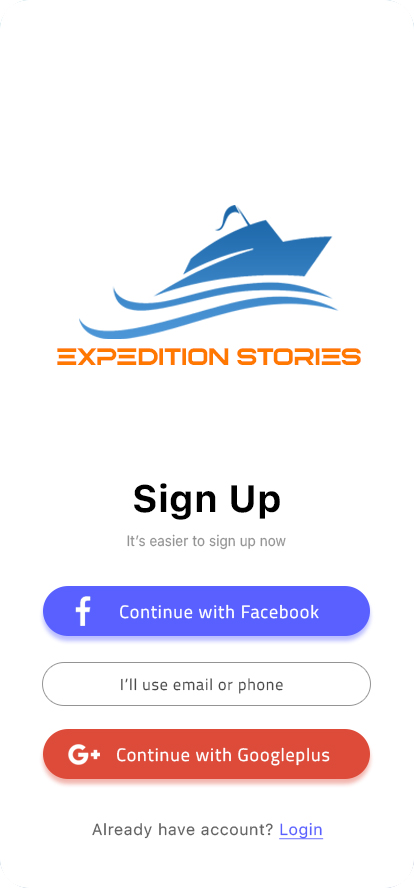 EXPEDITION STORIES
Sign Up
It’s easier to sign up now
f Continue with Facebook
I’ll use email or phone
G+ Continue with Googleplus
Already have account? Login